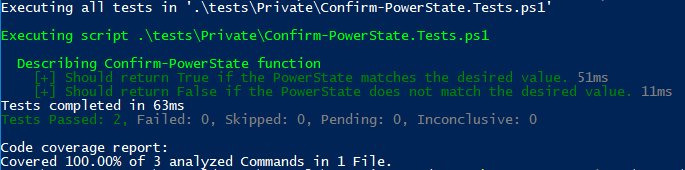 Executing all tests in '.\tests\Private\Confirm-PowerState.Tests.ps1'
Executing script .\tests\Private\Confirm-PowerState.Tests.ps1
Describing Confirm-PowerState function
[+] Should return True if the PowerState matches the desired value. 51ms
[+] Should return False if the PowerState does not match the desired value. 11ms
Tests completed in 63ms
Tests Passed: 2, Failed: 0, Skipped: 0, Pending: 0, Inconclusive: 0
Code coverage report:
Covered 100.00% of 3 analyzed Commands in 1 File.